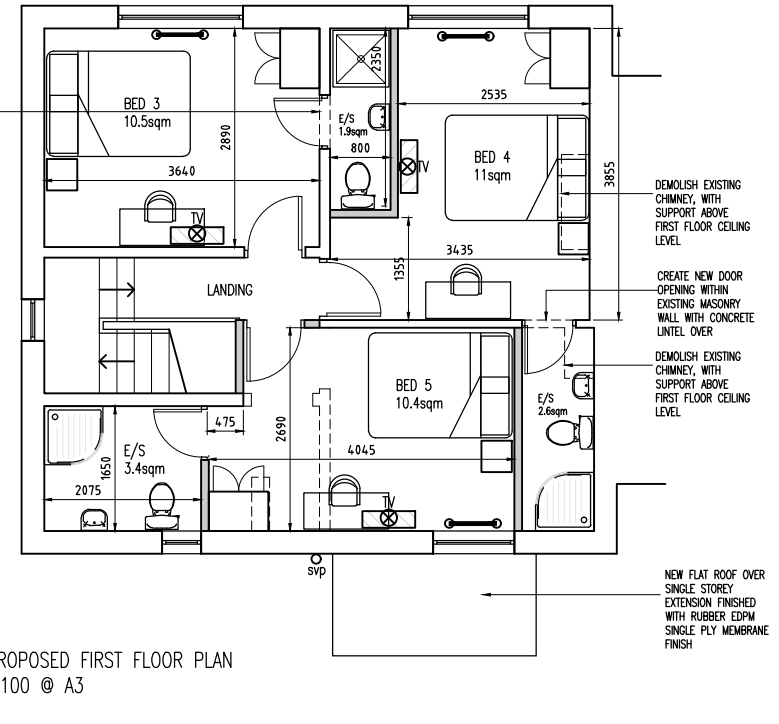 BED 3
10.5sqm
2890
3640
TV
2350
E/S
1.9sqm
800
2535
TV
BED 4
11sqm
3855
3435
1355
DEMOLISH EXISTING
CHIMNEY, WITH
SUPPORT ABOVE
FIRST FLOOR CEILING
LEVEL
CREATE NEW DOOR
OPENING WITHIN
EXISTING MASONRY
WALL WITH CONCRETE
LINTEL OVER
DEMOLISH EXISTING
CHIMNEY, WITH
SUPPORT ABOVE
FIRST FLOOR CEILING
LEVEL
LANDING
BED 5
10.4sqm
2690
475
4045
TV
E/S
2.6sqm
E/S
3.4sqm
1650
2075
svp
NEW FLAT ROOF OVER
SINGLE STOREY
EXTENSION FINISHED
WITH RUBBER EDPM
SINGLE PLY MEMBRANE
FINISH
ROPOSED FIRST FLOOR PLAN
100 @ A3